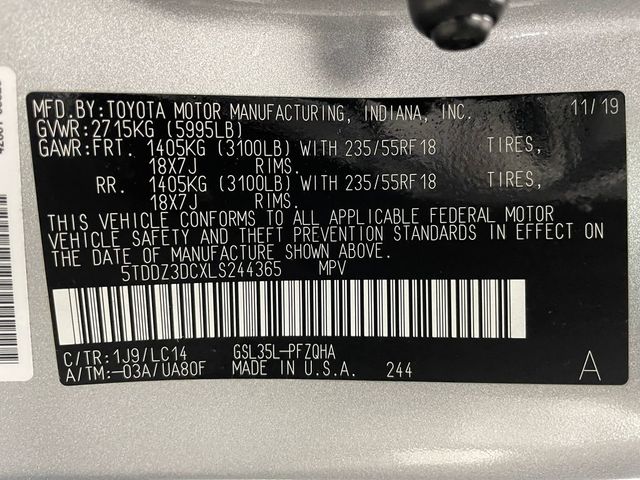 MFD.BY:TOYOTA MOTOR MANUFACTURING, INDIANA, INC. 11/19
GVWR:2715KG (5995LB)
GAWR:FRT. 1405KG (3100LB) WITH 235/55RF18 TIRES,
18X7J RIMS.
RR. 1405KG (3100LB) WITH 235/55RF18 TIRES,
18X7J RIMS.
THIS VEHICLE CONFORMS TO ALL APPLICABLE FEDERAL MOTOR
VEHICLE SAFETY AND THEFT PREVENTION STANDARDS IN EFFECT ON
THE DATE OF MANUFACTURE SHOWN ABOVE.
5TDDZ3DCXLS244365 MPV
C/TR:1J9/LC14 GSL35L-PFZQHA
A/TM:-03A/UA80F MADE IN U.S.A. 244 A